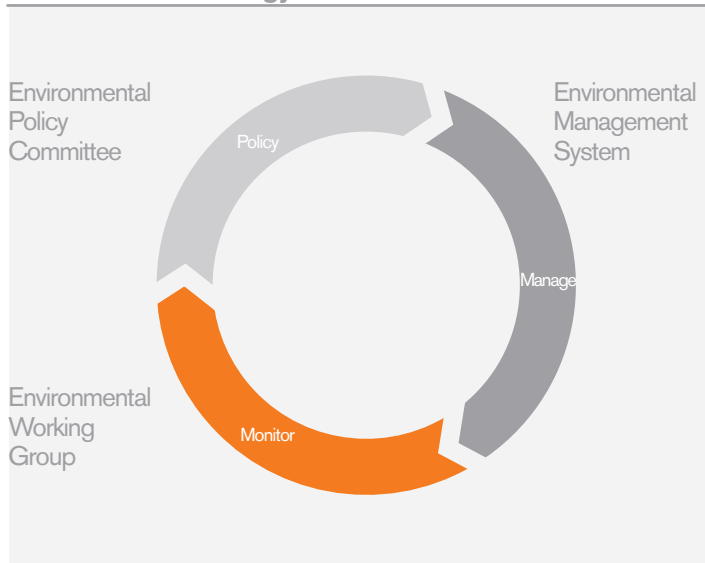 Environmental
Policy
Committee
Environmental
Management
System
Policy
Manage
Environmental
Working
Group
Monitor